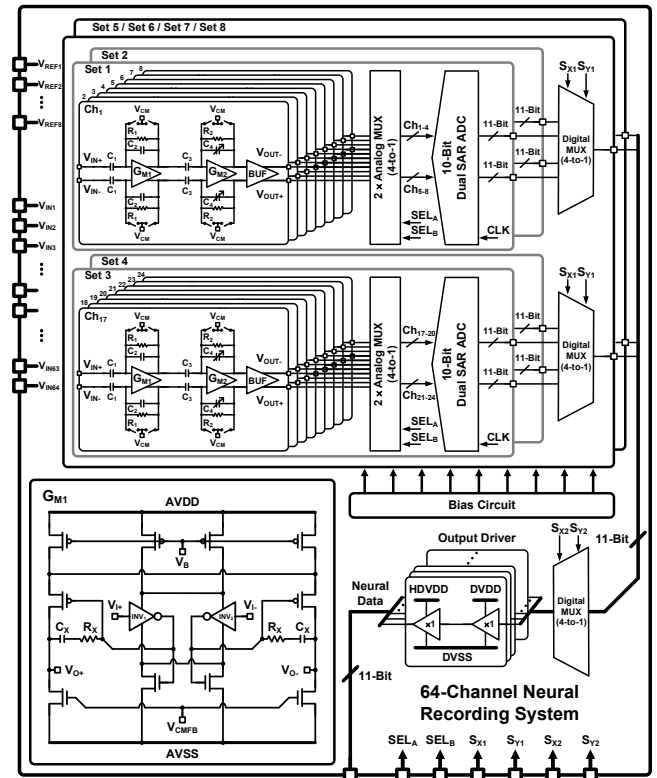 Set 5 / Set 6 / Set 7 / Set 8
Set 2
Set 1
8
7
6
5
4
3
2
Ch1
VCM
R1
C2
VIN+
C1
GM1
VIN-
C1
C2
R1
VCM
VCM
R2
C4
C3
GM2
C3
C4
R2
VCM
BUF
VOUT-
VOUT+
2 × Analog MUX
(4-to-1)
Ch1-4
Ch5-8
SELA
SELB
10-Bit
Dual SAR ADC
CLK
11-Bit
11-Bit
11-Bit
11-Bit
SX1 SY1
Digital
MUX
(4-to-1)
Set 4
Set 3
24
23
22
21
20
19
18
Ch17
VCM
R1
C2
VIN+
C1
GM1
VIN-
C1
C2
R1
VCM
VCM
R2
C4
C3
GM2
C3
C4
R2
VCM
BUF
VOUT-
VOUT+
2 × Analog MUX
(4-to-1)
Ch17-20
Ch21-24
SELA
SELB
10-Bit
Dual SAR ADC
CLK
11-Bit
11-Bit
11-Bit
11-Bit
SX1 SY1
Digital
MUX
(4-to-1)
VREF1
VREF2
VREF8
VIN1
VIN2
VIN3
VIN63
VIN64
Bias Circuit
GM1
AVDD
VB
VI+
INV1
INV2
VI-
CX
RX
RX
CX
VO+
VO-
VCMFB
AVSS
Output Driver
Neural
Data
HDVDD
DVDD
×1
×1
DVSS
SX2 SY2
Digital
MUX
(4-to-1)
11-Bit
11-Bit
64-Channel Neural
Recording System
SELA
SELB
SX1
SY1
SX2
SY2